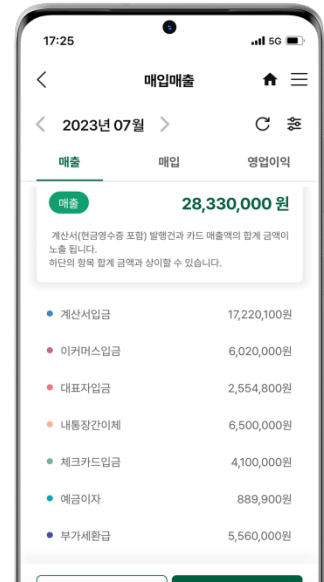 17:25
5G
매입매출
2023년 07월
매출 매입 영업이익
매출 28,330,000 원
계산서(현금영수증 포함) 발행건과 카드 매출액의 합계 금액이
노출 됩니다.
하단의 항목 합계 금액과 상이할 수 있습니다.
계산서입금 17,220,100원
이커머스입금 6,020,000원
대표자입금 2,554,800원
내통장간이체 6,500,000원
체크카드입금 4,100,000원
예금이자 889,900원
부가세환급 5,560,000원